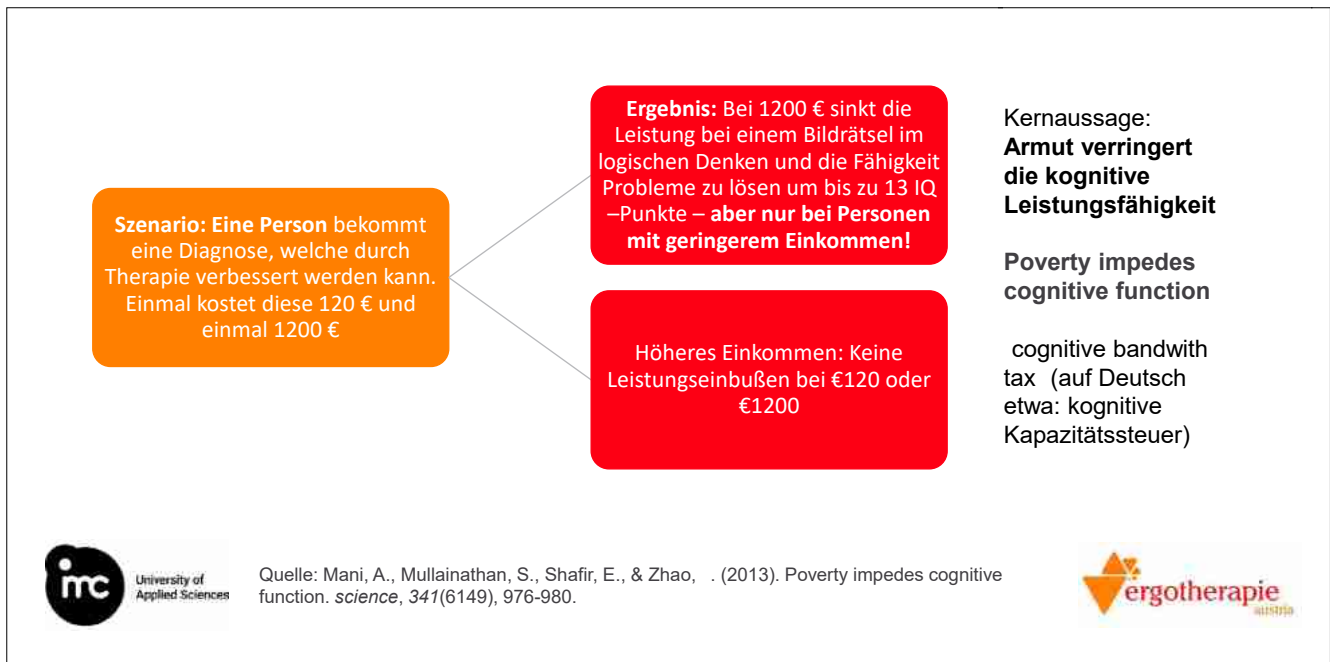 Szenario: Eine Person bekommt
eine Diagnose, welche durch
Therapie verbessert werden kann.
Einmal kostet diese 120 € und
einmal 1200 €
Ergebnis: Bei 1200 € sinkt die
Leistung bei einem Bildrätsel im
logischen Denken und die Fähigkeit
Probleme zu lösen um bis zu 13 IQ
–Punkte – aber nur bei Personen
mit geringerem Einkommen!
Höheres Einkommen: Keine
Leistungseinbußen bei €120 oder
€1200
Kernaussage:
Armut verringert
die kognitive
Leistungsfähigkeit
Poverty impedes
cognitive function
cognitive bandwith
tax (auf Deutsch
etwa: kognitive
Kapazitätssteuer)
imc
University of
Applied Sciences
Quelle: Mani, A., Mullainathan, S., Shafir, E., & Zhao, . (2013). Poverty impedes cognitive
function. science, 341(6149), 976-980.
ergotherapie
austria